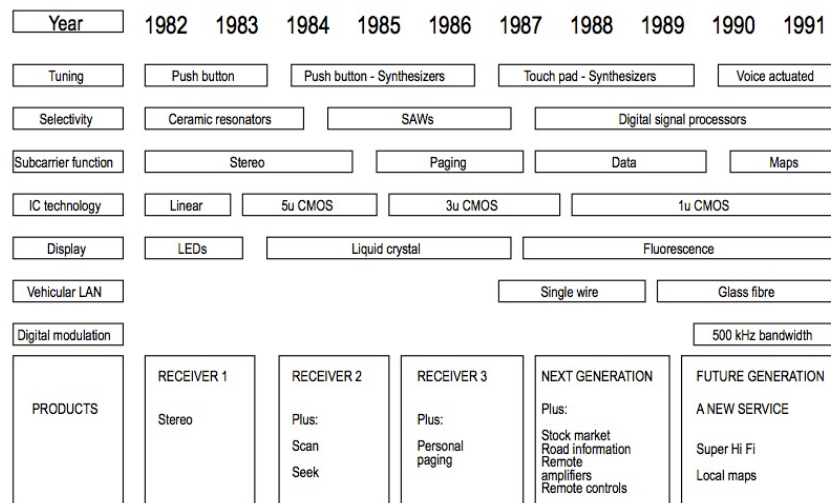 Year 1982 1983 1984 1985 1986 1987 1988 1989 1990 1991
Tuning Push button Push button - Synthesizers Touch pad - Synthesizers Voice actuated
Selectivity Ceramic resonators SAWs Digital signal processors
Subcarrier function Stereo Paging Data Maps
IC technology Linear 5u CMOS 3u CMOS 1u CMOS
Display LEDs Liquid crystal Fluorescence
Vehicular LAN Single wire Glass fibre
Digital modulation 500 kHz bandwidth
PRODUCTS
RECEIVER 1
Stereo
RECEIVER 2
Plus:
Scan
Seek
RECEIVER 3
Plus:
Personal
paging
NEXT GENERATION
Plus:
Stock market
Road information
Remote
amplifiers
Remote controls
FUTURE GENERATION
A NEW SERVICE
Super Hi Fi
Local maps